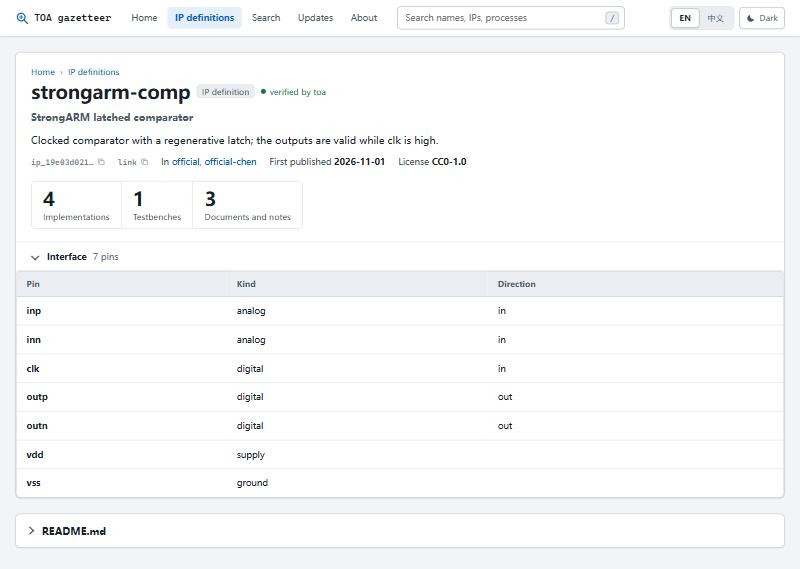 TOA gazetteer Home IP definitions Search Updates About Search names, IPs, processes / EN 中文 Dark
Home › IP definitions
strongarm-comp IP definition verified by toa
StrongARM latched comparator
Clocked comparator with a regenerative latch; the outputs are valid while clk is high.
ip_19e03d021… link In official, official-chen First published 2026-11-01 License CC0-1.0
4 1 3
Implementations Testbenches Documents and notes
Interface 7 pins
Pin Kind Direction
inp analog in
inn analog in
clk digital in
outp digital out
outn digital out
vdd supply
vss ground
README.md